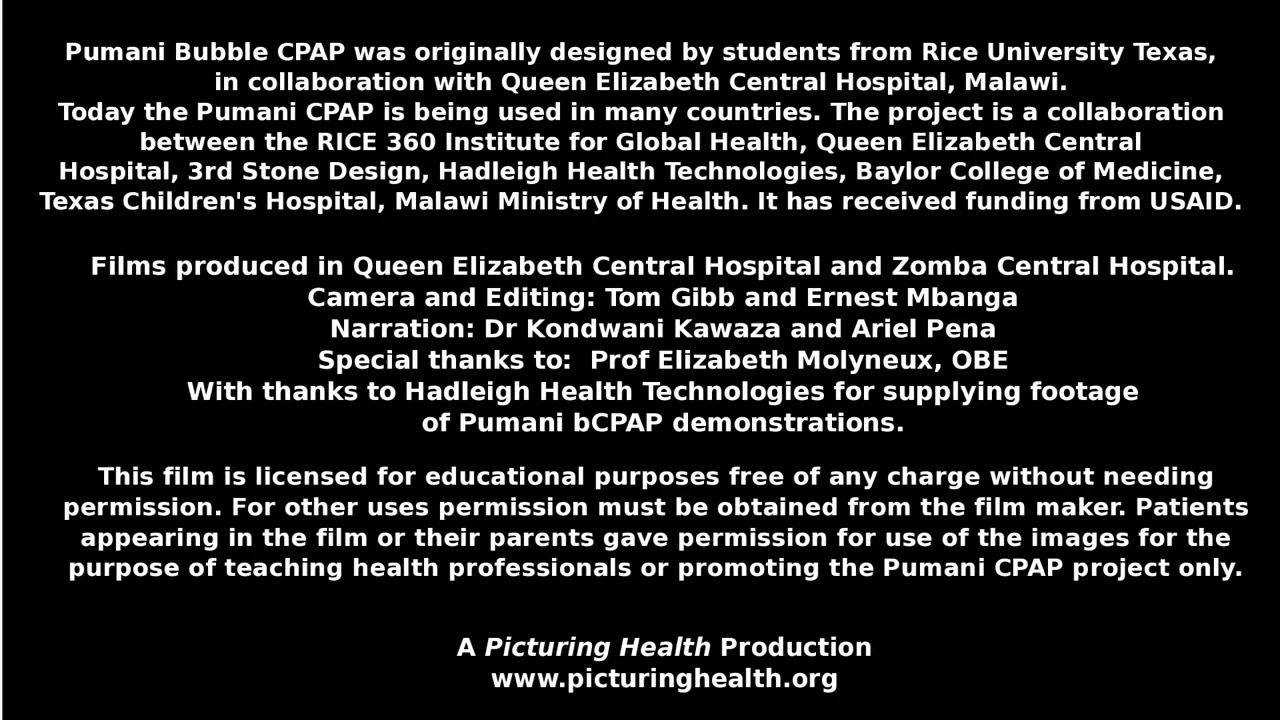 Pumani Bubble CPAP was originally designed by students from Rice University Texas,
in collaboration with Queen Elizabeth Central Hospital, Malawi.
Today the Pumani CPAP is being used in many countries. The project is a collaboration
between the RICE 360 Institute for Global Health, Queen Elizabeth Central
Hospital, 3rd Stone Design, Hadleigh Health Technologies, Baylor College of Medicine,
Texas Children's Hospital, Malawi Ministry of Health. It has received funding from USAID.
Films produced in Queen Elizabeth Central Hospital and Zomba Central Hospital.
Camera and Editing: Tom Gibb and Ernest Mbanga
Narration: Dr Kondwani Kawaza and Ariel Pena
Special thanks to:  Prof Elizabeth Molyneux, OBE
With thanks to Hadleigh Health Technologies for supplying footage
of Pumani bCPAP demonstrations.
This film is licensed for educational purposes free of any charge without needing
permission. For other uses permission must be obtained from the film maker. Patients
appearing in the film or their parents gave permission for use of the images for the
purpose of teaching health professionals or promoting the Pumani CPAP project only.
A Picturing Health Production
www.picturinghealth.org